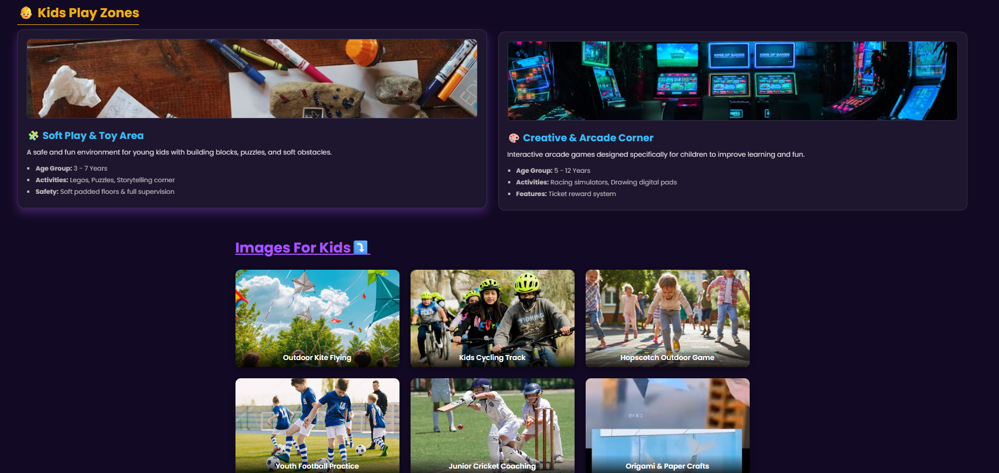 Kids Play Zones
KING OF GAMES
KING OF GAMES
Soft Play & Toy Area
A safe and fun environment for young kids with building blocks, puzzles, and soft obstacles.
Age Group: 3 - 7 Years
Activities: Legos, Puzzles, Storytelling corner
Safety: Soft padded floors & full supervision
Creative & Arcade Corner
Interactive arcade games designed specifically for children to improve learning and fun.
Age Group: 5 - 12 Years
Activities: Racing simulators, Drawing digital pads
Features: Ticket reward system
Images For Kids
WYOMING
Outdoor Kite Flying
Kids Cycling Track
Hopscotch Outdoor Game
Youth Football Practice
Junior Cricket Coaching
Origami & Paper Crafts